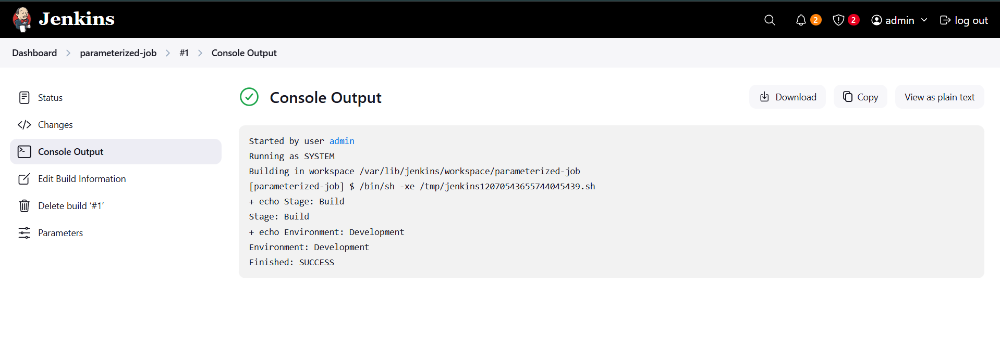 Jenkins
2
2
admin
log out
Dashboard
parameterized-job
#1
Console Output
Status
Changes
Console Output
Edit Build Information
Delete build ‘#1’
Parameters
Console Output
Download
Copy
View as plain text
Started by user admin
Running as SYSTEM
Building in workspace /var/lib/jenkins/workspace/parameterized-job
[parameterized-job] $ /bin/sh -xe /tmp/jenkins12070543655744045439.sh
+ echo Stage: Build
Stage: Build
+ echo Environment: Development
Environment: Development
Finished: SUCCESS